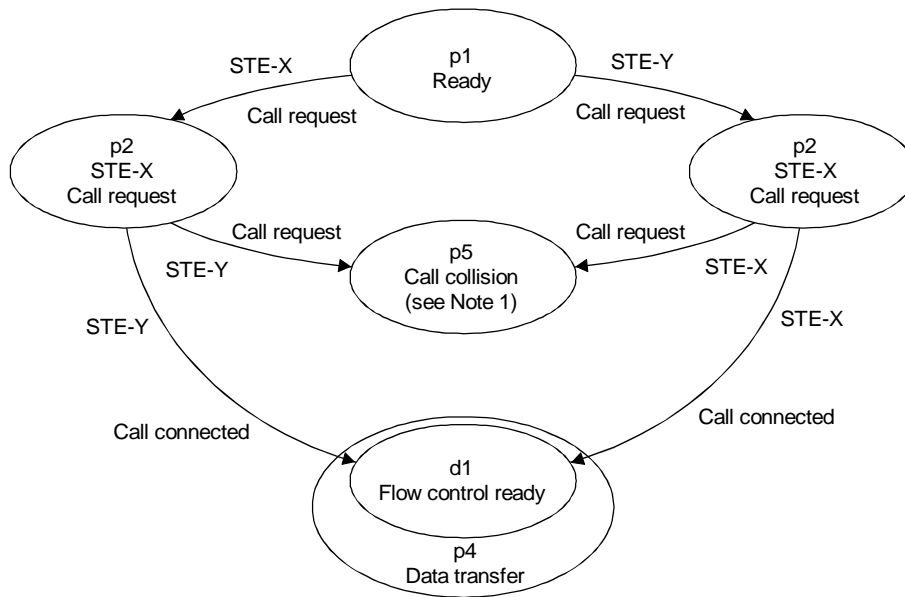 p1
Ready
STE-X
STE-Y
Call request
Call request
p2
STE-X
Call request
p2
STE-X
Call request
Call request
Call request
STE-Y
STE-X
p5
Call collision
(see Note 1)
STE-Y
STE-X
Call connected
Call connected
d1
Flow control ready
p4
Data transfer